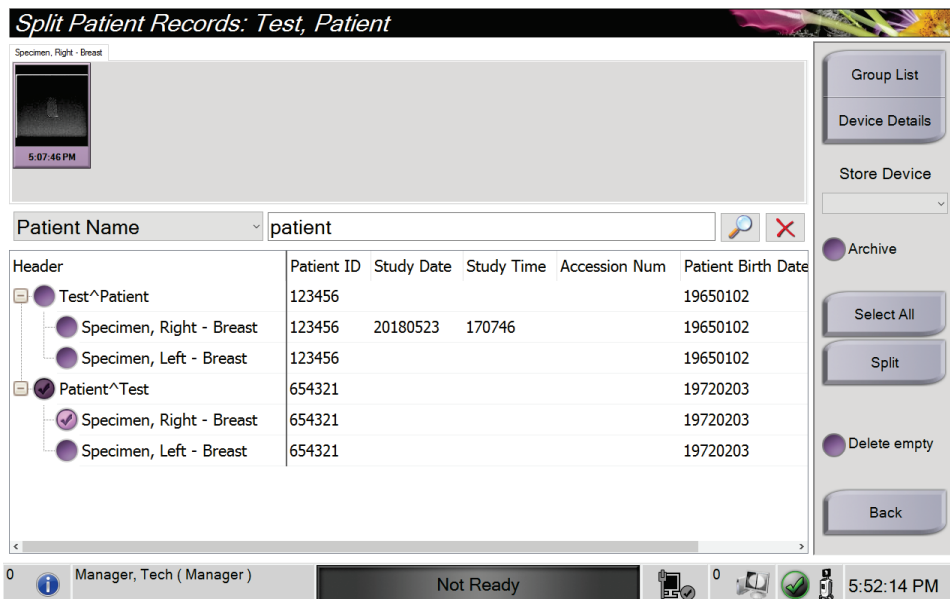 Split Patient Records: Test, Patient
Specimen, Right - Breast
5:07:46 PM
Group List
Device Details
Store Device
Archive
Select All
Split
Delete empty
Back
Patient Name patient
Header Patient ID Study Date Study Time Accession Num Patient Birth Date
Test^Patient 123456 19650102
Specimen, Right - Breast 123456 20180523 170746 19650102
Specimen, Left - Breast 123456 19650102
Patient^Test 654321 19720203
Specimen, Right - Breast 654321 19720203
Specimen, Left - Breast 654321 19720203
0 Manager, Tech ( Manager ) Not Ready 0 5:52:14 PM